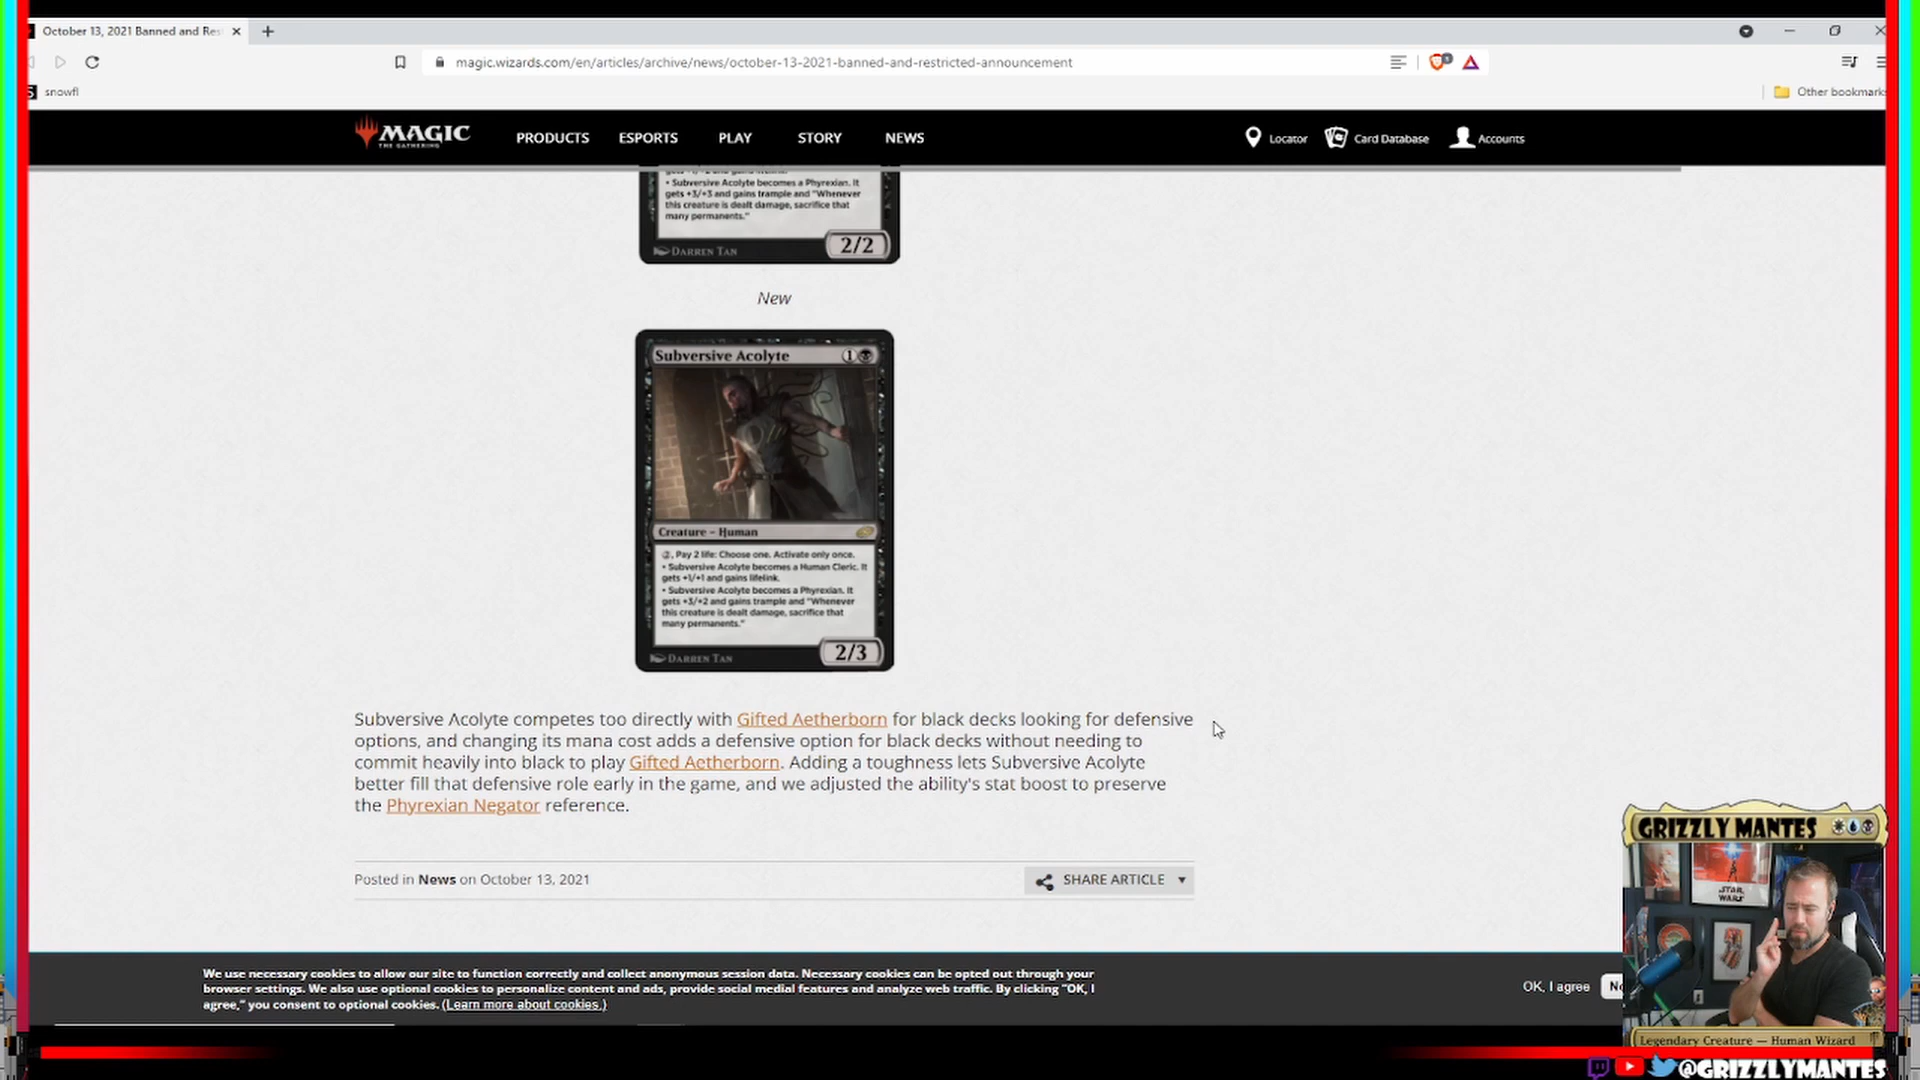 October 13, 2021 Banned and Res
magic.wizards.com/en/articles/archive/news/october-13-2021-banned-and-restricted-announcement
snowfl
Other bookmark
MAGIC
THE GATHERING
PRODUCTS
ESPORTS
PLAY
STORY
NEWS
Locator
Card Database
Accounts
• Subversive Acolyte becomes a Phyrexian. It
gets +3/+3 and gains trample and "Whenever
this creature is dealt damage, sacrifice that
many permanents."
DARREN TAN
2/2
New
Subversive Acolyte
1
Creature – Human
2, Pay 2 life: Choose one. Activate only once.
• Subversive Acolyte becomes a Human Cleric. It
gets +1/+1 and gains lifelink.
• Subversive Acolyte becomes a Phyrexian. It
gets +3/+2 and gains trample and "Whenever
this creature is dealt damage, sacrifice that
many permanents."
DARREN TAN
2/3
Subversive Acolyte competes too directly with Gifted Aetherborn for black decks looking for defensive
options, and changing its mana cost adds a defensive option for black decks without needing to
commit heavily into black to play Gifted Aetherborn. Adding a toughness lets Subversive Acolyte
better fill that defensive role early in the game, and we adjusted the ability's stat boost to preserve
the Phyrexian Negator reference.
Posted in News on October 13, 2021
SHARE ARTICLE
We use necessary cookies to allow our site to function correctly and collect anonymous session data. Necessary cookies can be opted out through your
browser settings. We also use optional cookies to personalize content and ads, provide social medial features and analyze web traffic. By clicking "OK, I
agree," you consent to optional cookies. (Learn more about cookies.)
OK, I agree
GRIZZLY MANTES
STAR
WARS
Legendary Creature — Human Wizard
@GRIZZLYMANTES